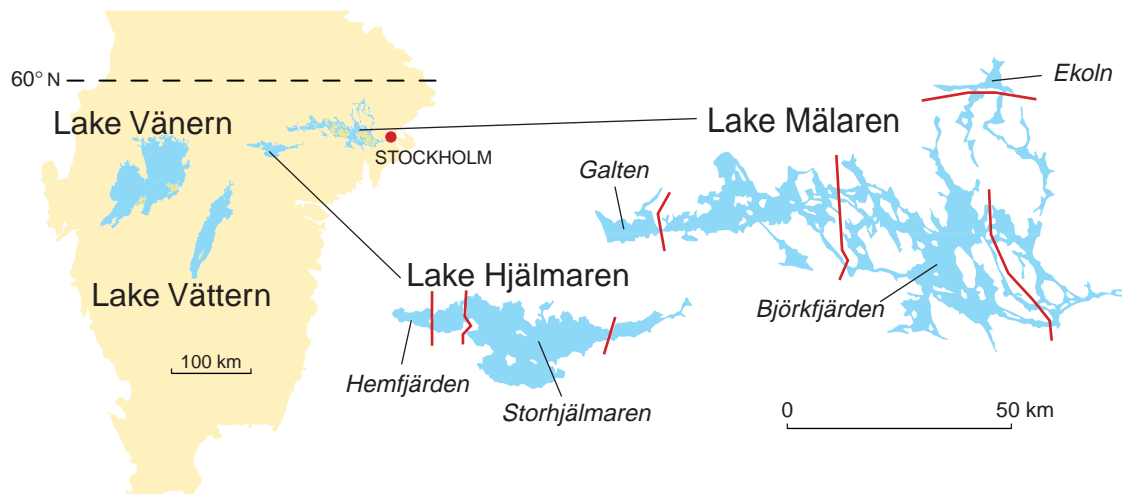 60° N
Lake Vänern
STOCKHOLM
Lake Vättern
100 km
Lake Mälaren
Ekoln
Galten
Björkfjärden
Lake Hjälmaren
Hemfjärden
Storhjälmaren
0
50 km